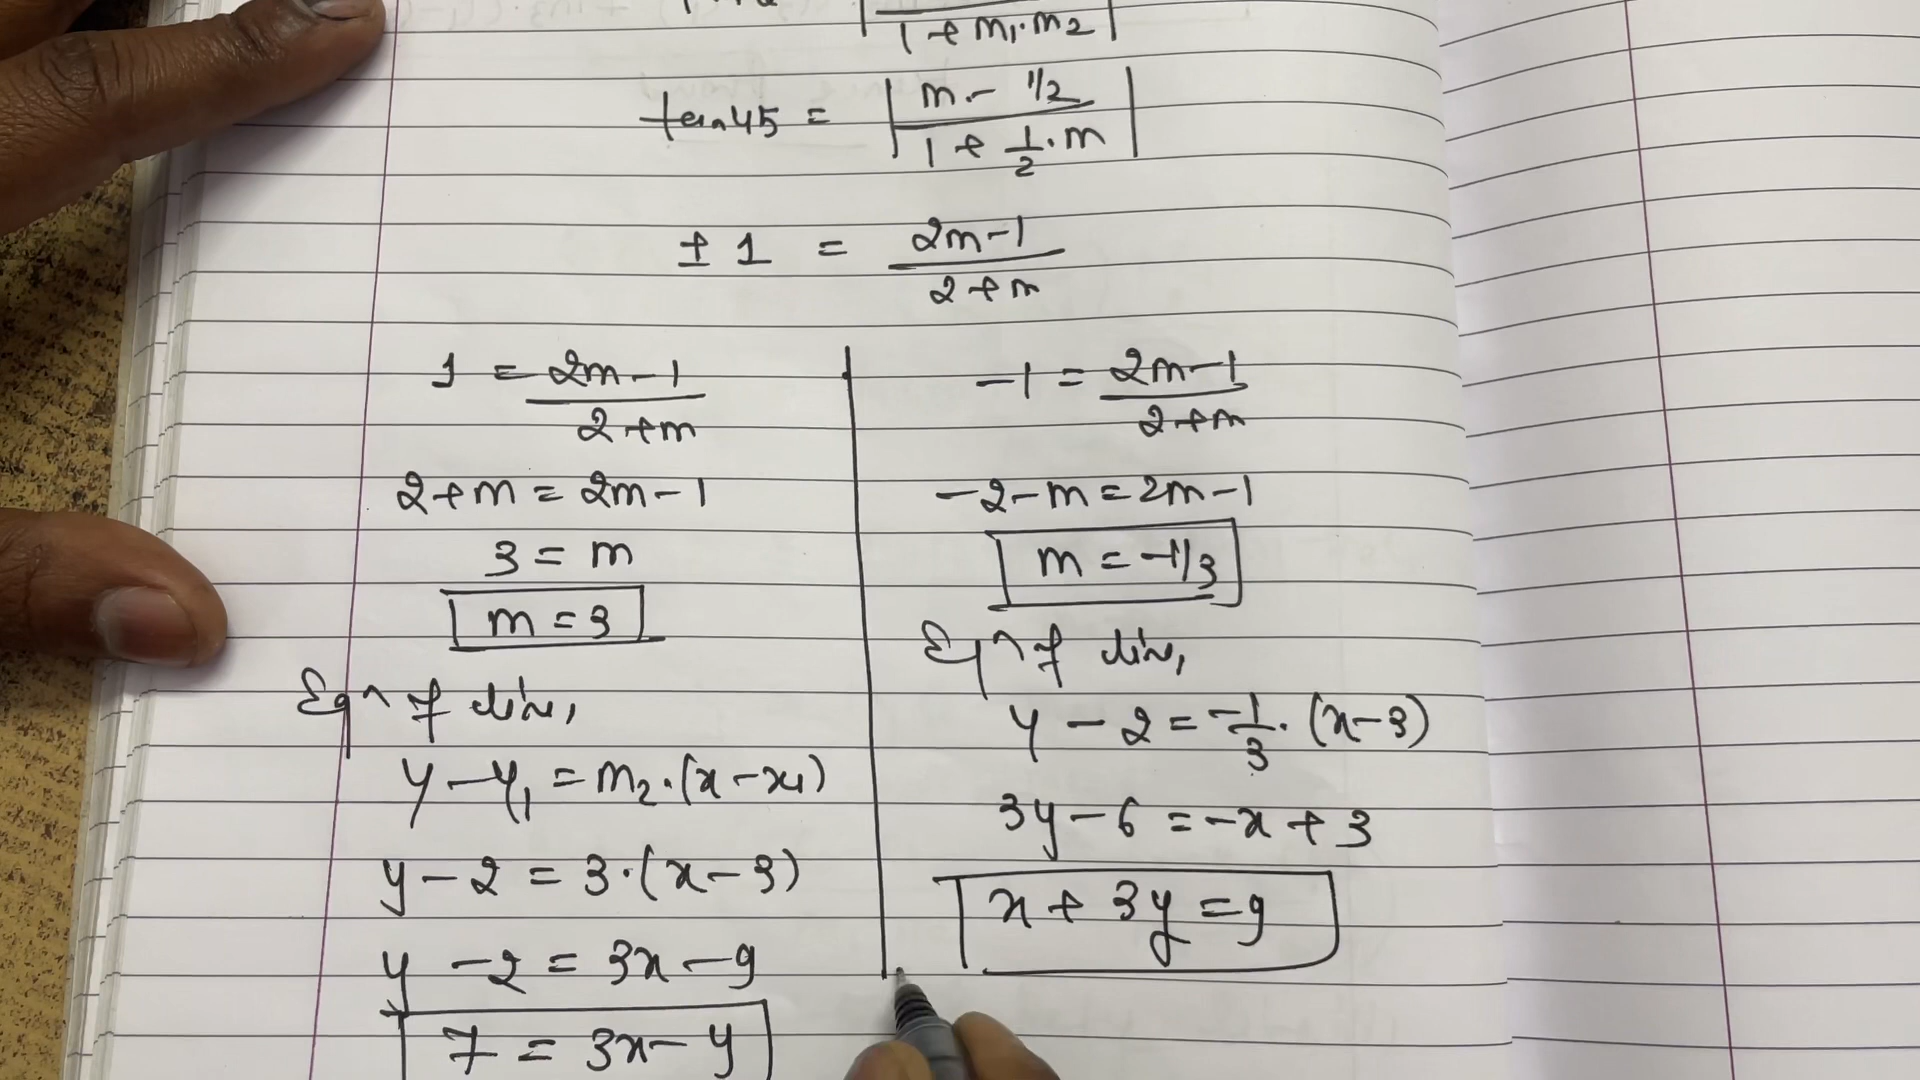 1 + m1·m2
tan 45 = | m - 1/2 / 1 + 1/2 · m |
± 1 = 2m-1 / 2+m
1 = 2m-1 / 2+m
2+m = 2m-1
3 = m
m = 3
Eqn of line,
y - y1 = m2·(x-x1)
y - 2 = 3·(x-3)
y - 2 = 3x - 9
7 = 3x - y
-1 = 2m-1 / 2+m
-2-m = 2m-1
m = -1/3
Eqn of line,
y - 2 = -1/3·(x-3)
3y - 6 = -x + 3
x + 3y = 9